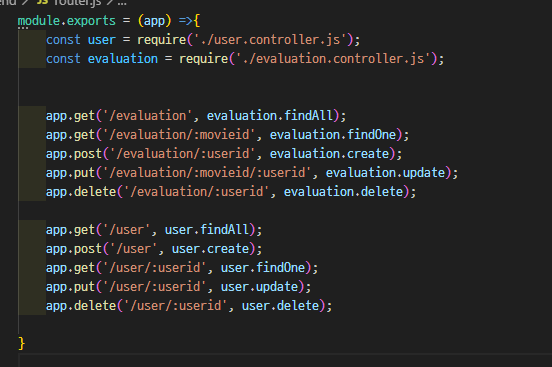 end > router.js > ...
module.exports = (app) =>{
const user = require('./user.controller.js');
const evaluation = require('./evaluation.controller.js');
app.get('/evaluation', evaluation.findAll);
app.get('/evaluation/:movieid', evaluation.findOne);
app.post('/evaluation/:userid', evaluation.create);
app.put('/evaluation/:movieid/:userid', evaluation.update);
app.delete('/evaluation/:userid', evaluation.delete);
app.get('/user', user.findAll);
app.post('/user', user.create);
app.get('/user/:userid', user.findOne);
app.put('/user/:userid', user.update);
app.delete('/user/:userid', user.delete);
}